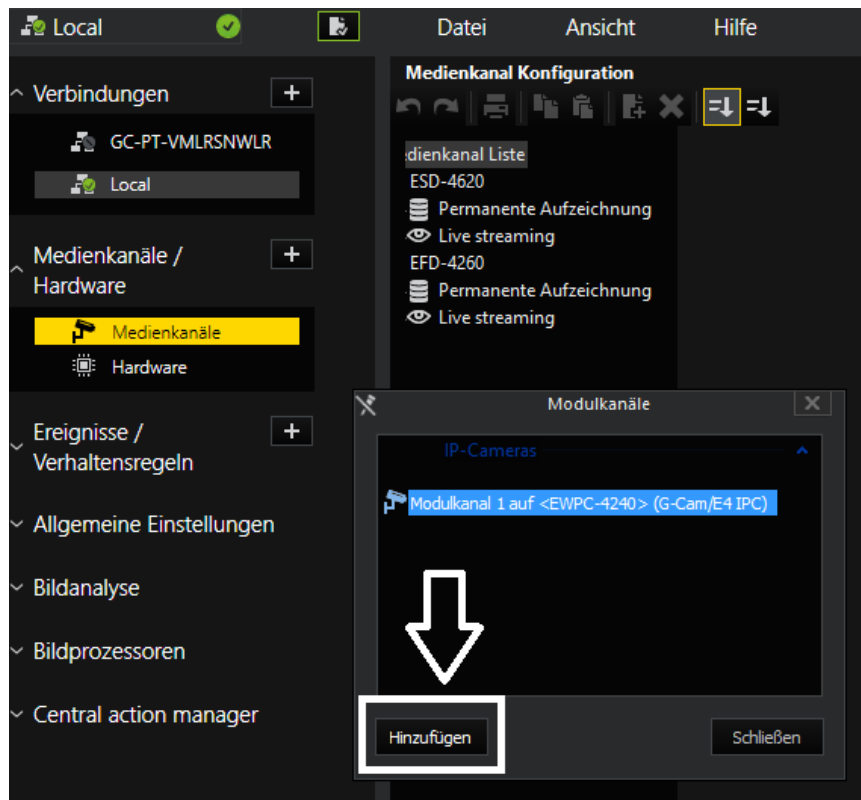 Local
Datei Ansicht Hilfe
Verbindungen
GC-PT-VMLRSNWLR
Local
Medienkanäle /
Hardware
Medienkanäle
Hardware
Ereignisse /
Verhaltensregeln
Allgemeine Einstellungen
Bildanalyse
Bildprozessoren
Central action manager
Medienkanal Konfiguration
edienkanal Liste
ESD-4620
Permanente Aufzeichnung
Live streaming
EFD-4260
Permanente Aufzeichnung
Live streaming
Modulkanäle
IP-Cameras
Modulkanal 1 auf <EWPC-4240> (G-Cam/E4 IPC)
Hinzufügen Schließen